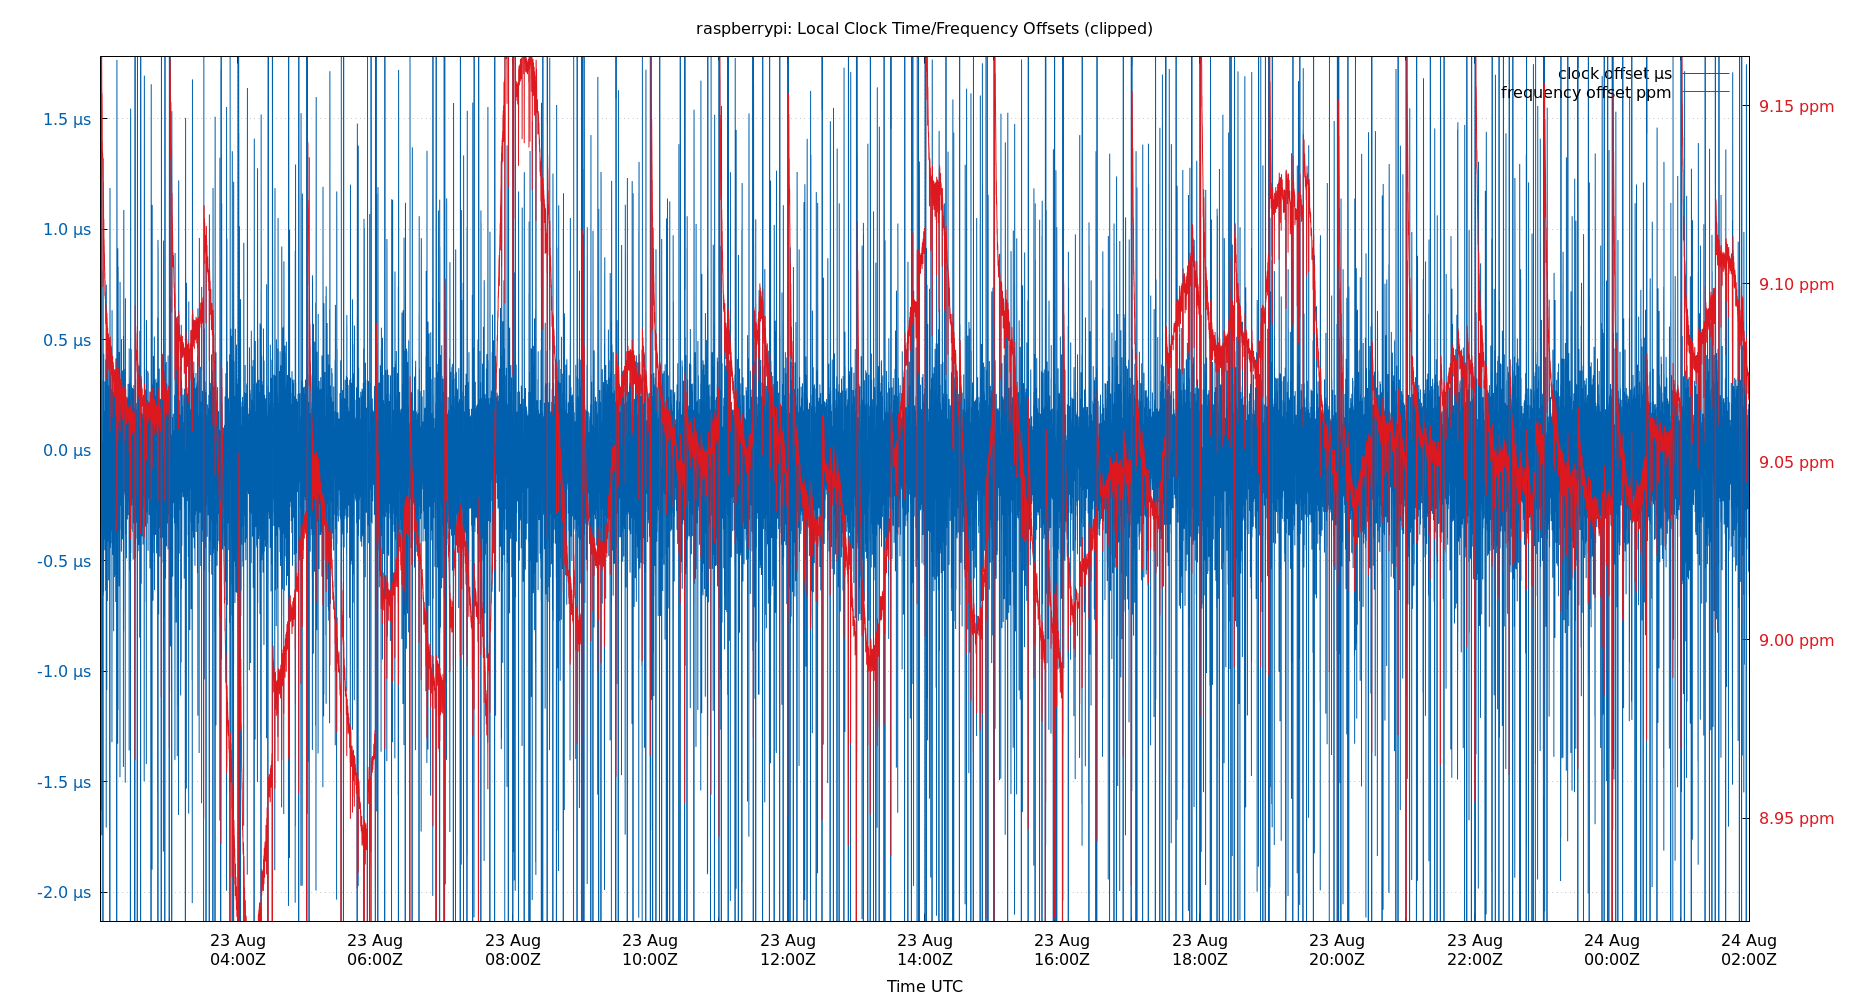 raspberrypi: Local Clock Time/Frequency Offsets (clipped)
clock offset µs
frequency offset ppm
1.5 µs
1.0 µs
0.5 µs
0.0 µs
-0.5 µs
-1.0 µs
-1.5 µs
-2.0 µs
9.15 ppm
9.10 ppm
9.05 ppm
9.00 ppm
8.95 ppm
23 Aug 23 Aug 23 Aug 23 Aug 23 Aug 23 Aug 23 Aug 23 Aug 23 Aug 23 Aug 24 Aug 24 Aug
04:00Z 06:00Z 08:00Z 10:00Z 12:00Z 14:00Z 16:00Z 18:00Z 20:00Z 22:00Z 00:00Z 02:00Z
Time UTC